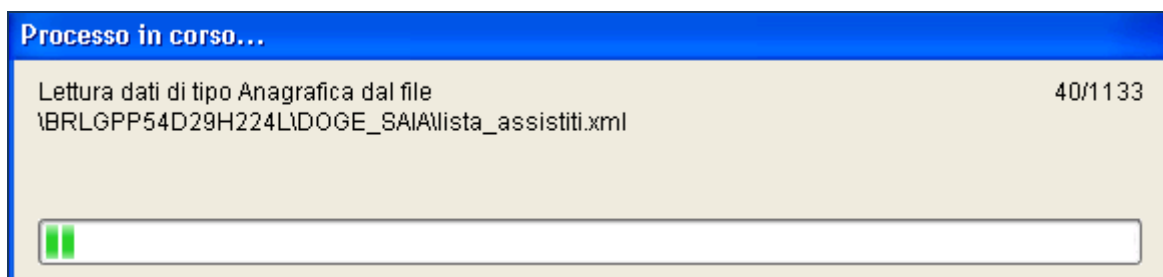 Processo in corso...
Lettura dati di tipo Anagrafica dal file 40/1133
\BRLGPP54D29H224L\DOGE_SAIA\lista_assistiti.xml